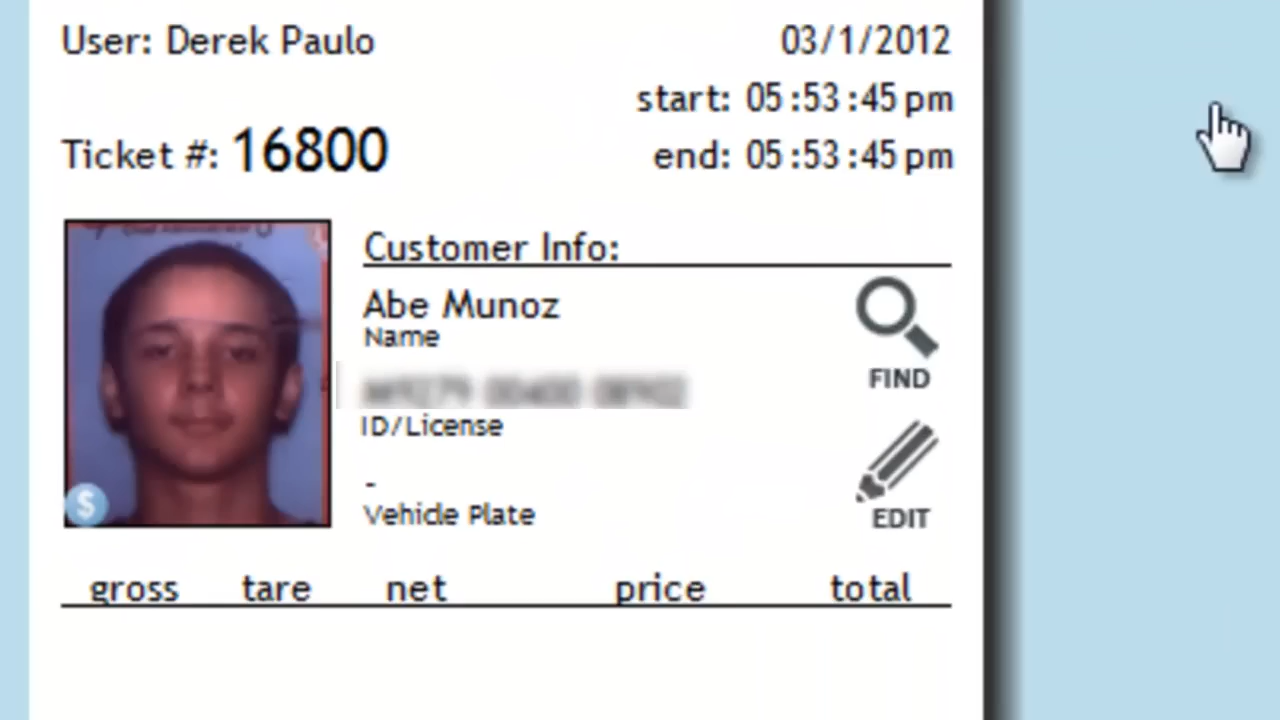 User: Derek Paulo
03/1/2012
start: 05:53:45 pm
Ticket #: 16800
end: 05:53:45 pm
Customer Info:
Abe Munoz
Name
FIND
ID/License
-
Vehicle Plate
EDIT
$
gross tare net price total